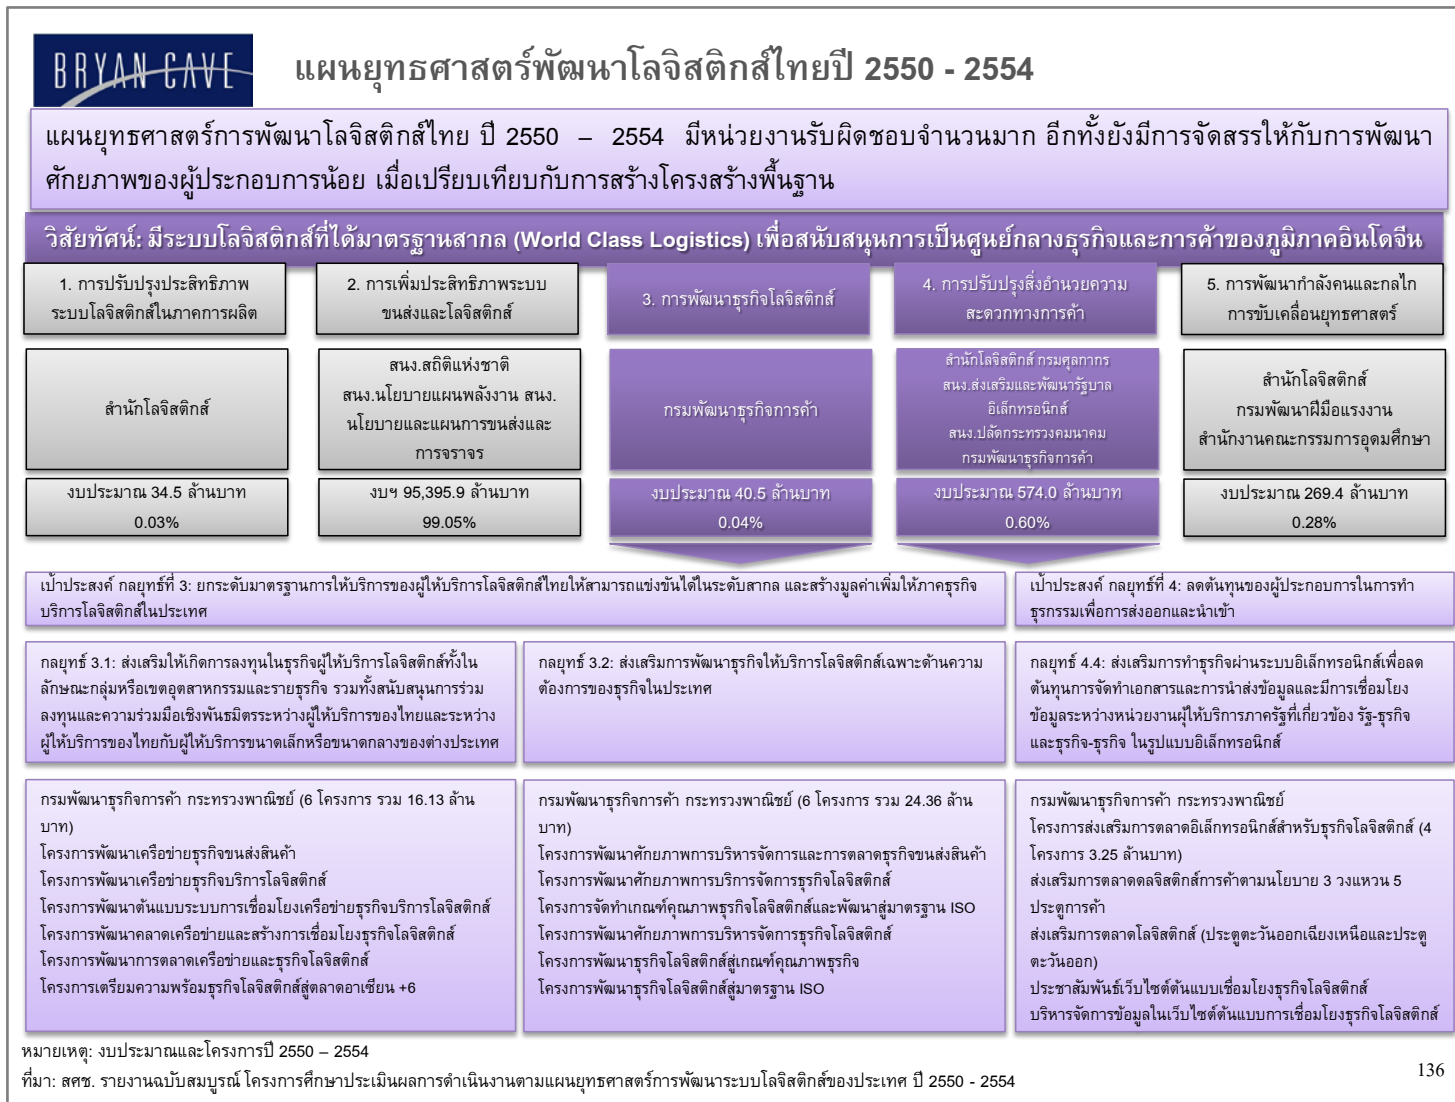 BRYAN CAVE
แผนยุทธศาสตร์พัฒนาโลจิสติกส์ไทยปี 2550 - 2554
แผนยุทธศาสตร์การพัฒนาโลจิสติกส์ไทย ปี 2550 – 2554 มีหน่วยงานรับผิดชอบจำนวนมาก อีกทั้งยังมีการจัดสรรให้กับการพัฒนา
ศักยภาพของผู้ประกอบการน้อย เมื่อเปรียบเทียบกับการสร้างโครงสร้างพื้นฐาน
วิสัยทัศน์: มีระบบโลจิสติกส์ที่ได้มาตรฐานสากล (World Class Logistics) เพื่อสนับสนุนการเป็นศูนย์กลางธุรกิจและการค้าของภูมิภาคอินโดจีน
1. การปรับปรุงประสิทธิภาพ
ระบบโลจิสติกส์ในภาคการผลิต
2. การเพิ่มประสิทธิภาพระบบ
ขนส่งและโลจิสติกส์
3. การพัฒนาธุรกิจโลจิสติกส์
4. การปรับปรุงสิ่งอำนวยความ
สะดวกทางการค้า
5. การพัฒนากำลังคนและกลไก
การขับเคลื่อนยุทธศาสตร์
สำนักโลจิสติกส์
สนง.สถิติแห่งชาติ
สนง.นโยบายแผนพลังงาน สนง.
นโยบายและแผนการขนส่งและ
การจราจร
กรมพัฒนาธุรกิจการค้า
สำนักโลจิสติกส์ กรมศุลกากร
สนง.ส่งเสริมและพัฒนารัฐบาล
อิเล็กทรอนิกส์
สนง.ปลัดกระทรวงคมนาคม
กรมพัฒนาธุรกิจการค้า
สำนักโลจิสติกส์
กรมพัฒนาฝีมือแรงงาน
สำนักงานคณะกรรมการอุดมศึกษา
งบประมาณ 34.5 ล้านบาท
0.03%
งบฯ 95,395.9 ล้านบาท
99.05%
งบประมาณ 40.5 ล้านบาท
0.04%
งบประมาณ 574.0 ล้านบาท
0.60%
งบประมาณ 269.4 ล้านบาท
0.28%
เป้าประสงค์ กลยุทธ์ที่ 3: ยกระดับมาตรฐานการให้บริการของผู้ให้บริการโลจิสติกส์ไทยให้สามารถแข่งขันได้ในระดับสากล และสร้างมูลค่าเพิ่มให้ภาคธุรกิจ
บริการโลจิสติกส์ในประเทศ
เป้าประสงค์ กลยุทธ์ที่ 4: ลดต้นทุนของผู้ประกอบการในการทำ
ธุรกรรมเพื่อการส่งออกและนำเข้า
กลยุทธ์ 3.1: ส่งเสริมให้เกิดการลงทุนในธุรกิจผู้ให้บริการโลจิสติกส์ทั้งใน
ลักษณะกลุ่มหรือเขตอุตสาหกรรมและรายธุรกิจ รวมทั้งสนับสนุนการร่วม
ลงทุนและความร่วมมือเชิงพันธมิตรระหว่างผู้ให้บริการของไทยและระหว่าง
ผู้ให้บริการของไทยกับผู้ให้บริการขนาดเล็กหรือขนาดกลางของต่างประเทศ
กลยุทธ์ 3.2: ส่งเสริมการพัฒนาธุรกิจให้บริการโลจิสติกส์เฉพาะด้านความ
ต้องการของธุรกิจในประเทศ
กลยุทธ์ 4.4: ส่งเสริมการทำธุรกิจผ่านระบบอิเล็กทรอนิกส์เพื่อลด
ต้นทุนการจัดทำเอกสารและการนำส่งข้อมูลและมีการเชื่อมโยง
ข้อมูลระหว่างหน่วยงานผู้ให้บริการภาครัฐที่เกี่ยวข้อง รัฐ-ธุรกิจ
และธุรกิจ-ธุรกิจ ในรูปแบบอิเล็กทรอนิกส์
กรมพัฒนาธุรกิจการค้า กระทรวงพาณิชย์ (6 โครงการ รวม 16.13 ล้าน
บาท)
โครงการพัฒนาเครือข่ายธุรกิจขนส่งสินค้า
โครงการพัฒนาเครือข่ายธุรกิจบริการโลจิสติกส์
โครงการพัฒนาต้นแบบระบบการเชื่อมโยงเครือข่ายธุรกิจบริการโลจิสติกส์
โครงการพัฒนาคลาดเครือข่ายและสร้างการเชื่อมโยงธุรกิจโลจิสติกส์
โครงการพัฒนาการตลาดเครือข่ายและธุรกิจโลจิสติกส์
โครงการเตรียมความพร้อมธุรกิจโลจิสติกส์สู่ตลาดอาเซียน +6
กรมพัฒนาธุรกิจการค้า กระทรวงพาณิชย์ (6 โครงการ รวม 24.36 ล้าน
บาท)
โครงการพัฒนาศักยภาพการบริหารจัดการและการตลาดธุรกิจขนส่งสินค้า
โครงการพัฒนาศักยภาพการบริการจัดการธุรกิจโลจิสติกส์
โครงการจัดทำเกณฑ์คุณภาพธุรกิจโลจิสติกส์และพัฒนาสู่มาตรฐาน ISO
โครงการพัฒนาศักยภาพการบริหารจัดการธุรกิจโลจิสติกส์
โครงการพัฒนาธุรกิจโลจิสติกส์สู่เกณฑ์คุณภาพธุรกิจ
โครงการพัฒนาธุรกิจโลจิสติกส์สู่มาตรฐาน ISO
กรมพัฒนาธุรกิจการค้า กระทรวงพาณิชย์
โครงการส่งเสริมการตลาดอิเล็กทรอนิกส์สำหรับธุรกิจโลจิสติกส์ (4
โครงการ 3.25 ล้านบาท)
ส่งเสริมการตลาดดลจิสติกส์การค้าตามนโยบาย 3 วงแหวน 5
ประตูการค้า
ส่งเสริมการตลาดโลจิสติกส์ (ประตูตะวันออกเฉียงเหนือและประตู
ตะวันออก)
ประชาสัมพันธ์เว็บไซต์ต้นแบบเชื่อมโยงธุรกิจโลจิสติกส์
บริหารจัดการข้อมูลในเว็บไซต์ต้นแบบการเชื่อมโยงธุรกิจโลจิสติกส์
หมายเหตุ: งบประมาณและโครงการปี 2550 – 2554
ที่มา: สศช. รายงานฉบับสมบูรณ์ โครงการศึกษาประเมินผลการดำเนินงานตามแผนยุทธศาสตร์การพัฒนาระบบโลจิสติกส์ของประเทศ ปี 2550 - 2554
136